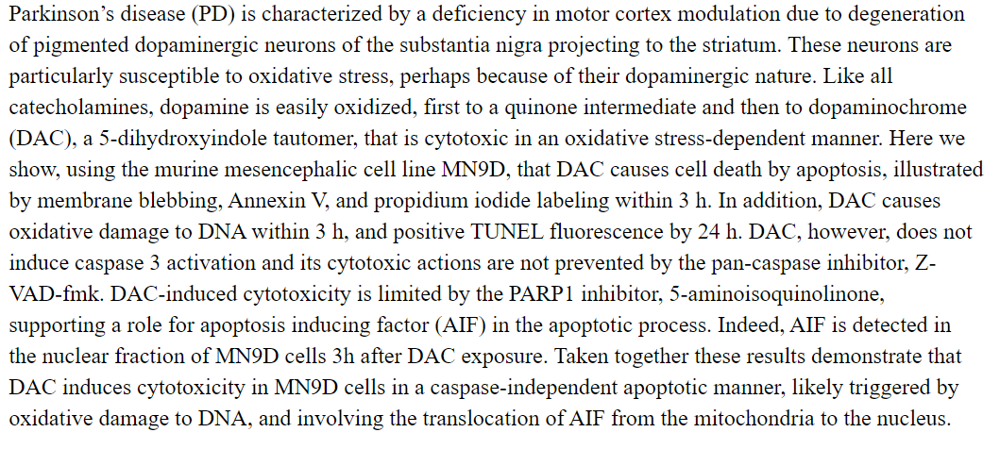 Parkinson’s disease (PD) is characterized by a deficiency in motor cortex modulation due to degeneration
of pigmented dopaminergic neurons of the substantia nigra projecting to the striatum. These neurons are
particularly susceptible to oxidative stress, perhaps because of their dopaminergic nature. Like all
catecholamines, dopamine is easily oxidized, first to a quinone intermediate and then to dopaminochrome
(DAC), a 5-dihydroxyindole tautomer, that is cytotoxic in an oxidative stress-dependent manner. Here we
show, using the murine mesencephalic cell line MN9D, that DAC causes cell death by apoptosis, illustrated
by membrane blebbing, Annexin V, and propidium iodide labeling within 3 h. In addition, DAC causes
oxidative damage to DNA within 3 h, and positive TUNEL fluorescence by 24 h. DAC, however, does not
induce caspase 3 activation and its cytotoxic actions are not prevented by the pan-caspase inhibitor, Z-
VAD-fmk. DAC-induced cytotoxicity is limited by the PARP1 inhibitor, 5-aminoisoquinolinone,
supporting a role for apoptosis inducing factor (AIF) in the apoptotic process. Indeed, AIF is detected in
the nuclear fraction of MN9D cells 3h after DAC exposure. Taken together these results demonstrate that
DAC induces cytotoxicity in MN9D cells in a caspase-independent apoptotic manner, likely triggered by
oxidative damage to DNA, and involving the translocation of AIF from the mitochondria to the nucleus.